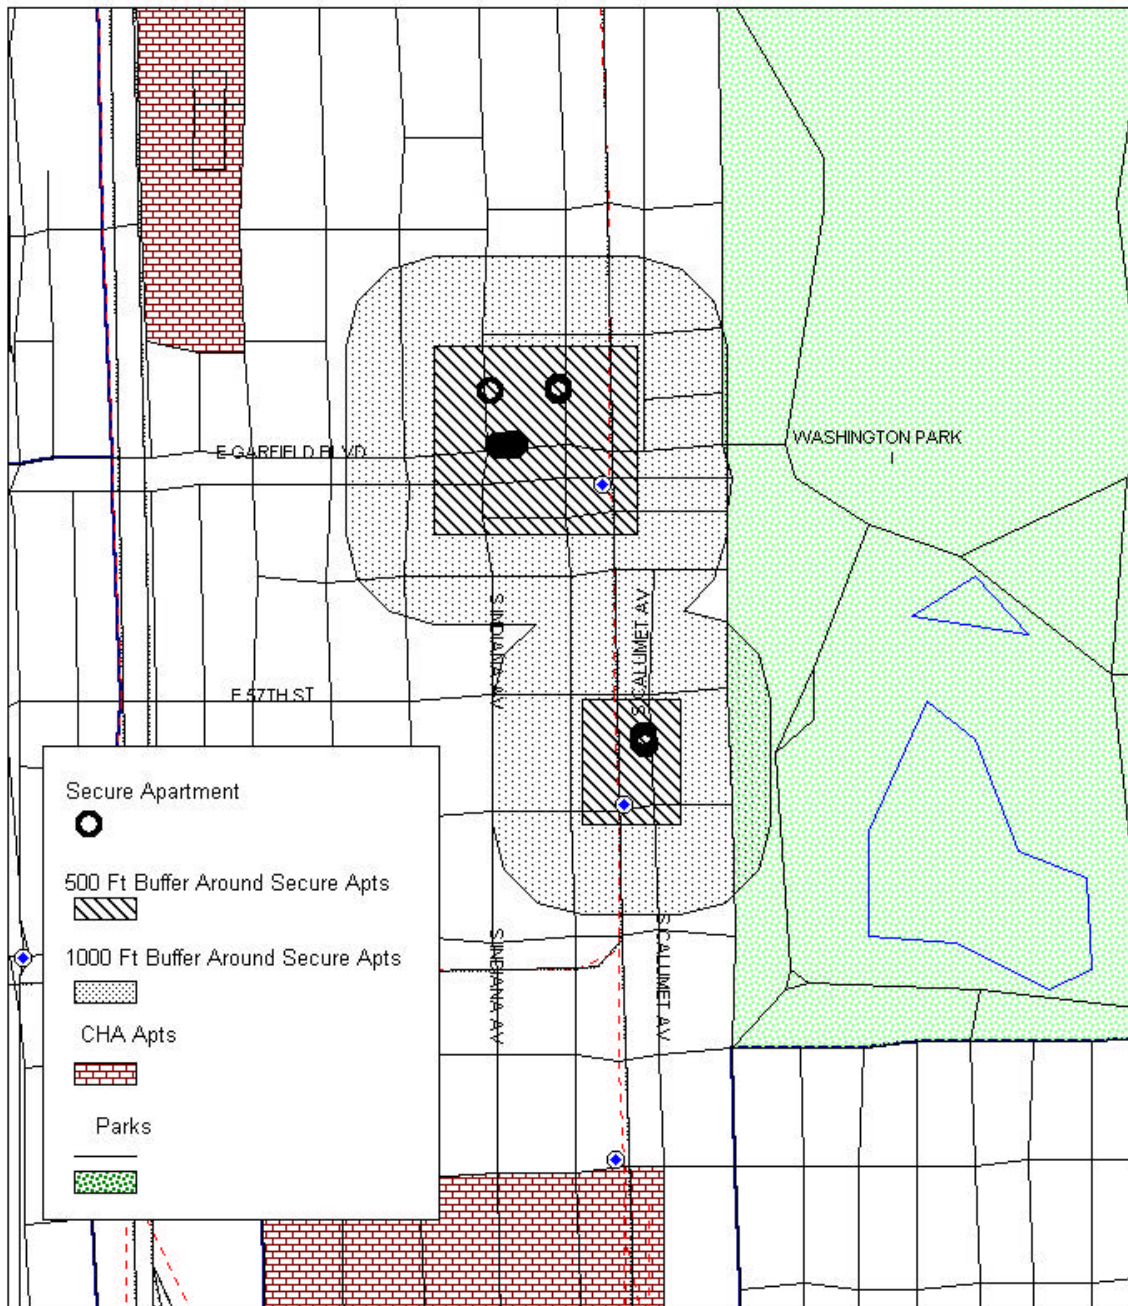 E GARFIELD BLVD
WASHINGTON PARK
S INDIANA AV
S CALUMET AV
E 57TH ST
Secure Apartment
500 Ft Buffer Around Secure Apts
1000 Ft Buffer Around Secure Apts
CHA Apts
Parks
S INDIANA AV
S CALUMET AV